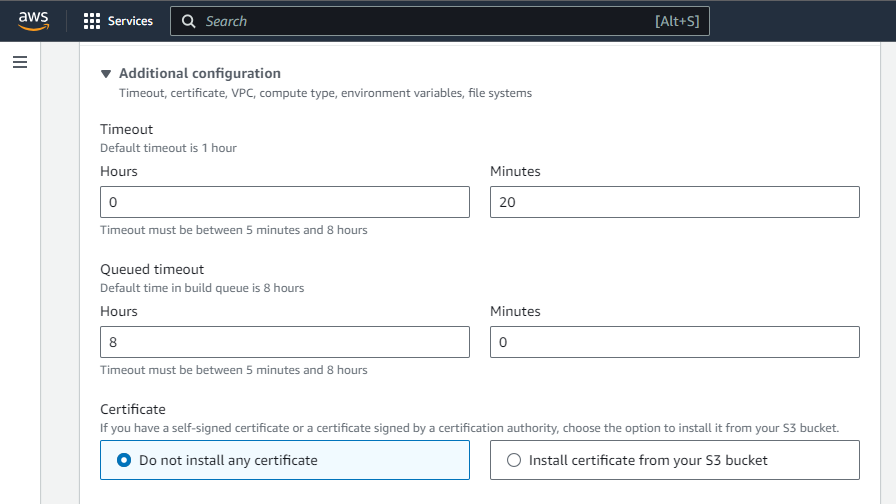 aws
Services
Search
[Alt+S]
Additional configuration
Timeout, certificate, VPC, compute type, environment variables, file systems
Timeout
Default timeout is 1 hour
Hours
Minutes
0
20
Timeout must be between 5 minutes and 8 hours
Queued timeout
Default time in build queue is 8 hours
Hours
Minutes
8
0
Timeout must be between 5 minutes and 8 hours
Certificate
If you have a self-signed certificate or a certificate signed by a certification authority, choose the option to install it from your S3 bucket.
Do not install any certificate
Install certificate from your S3 bucket